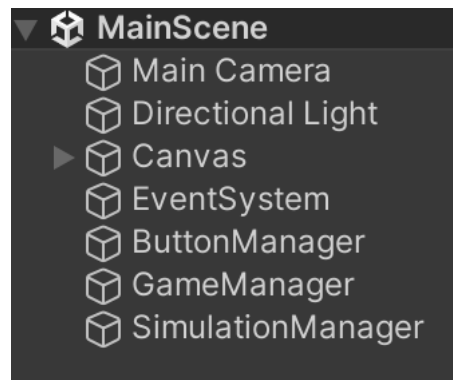 MainScene
Main Camera
Directional Light
Canvas
EventSystem
ButtonManager
GameManager
SimulationManager